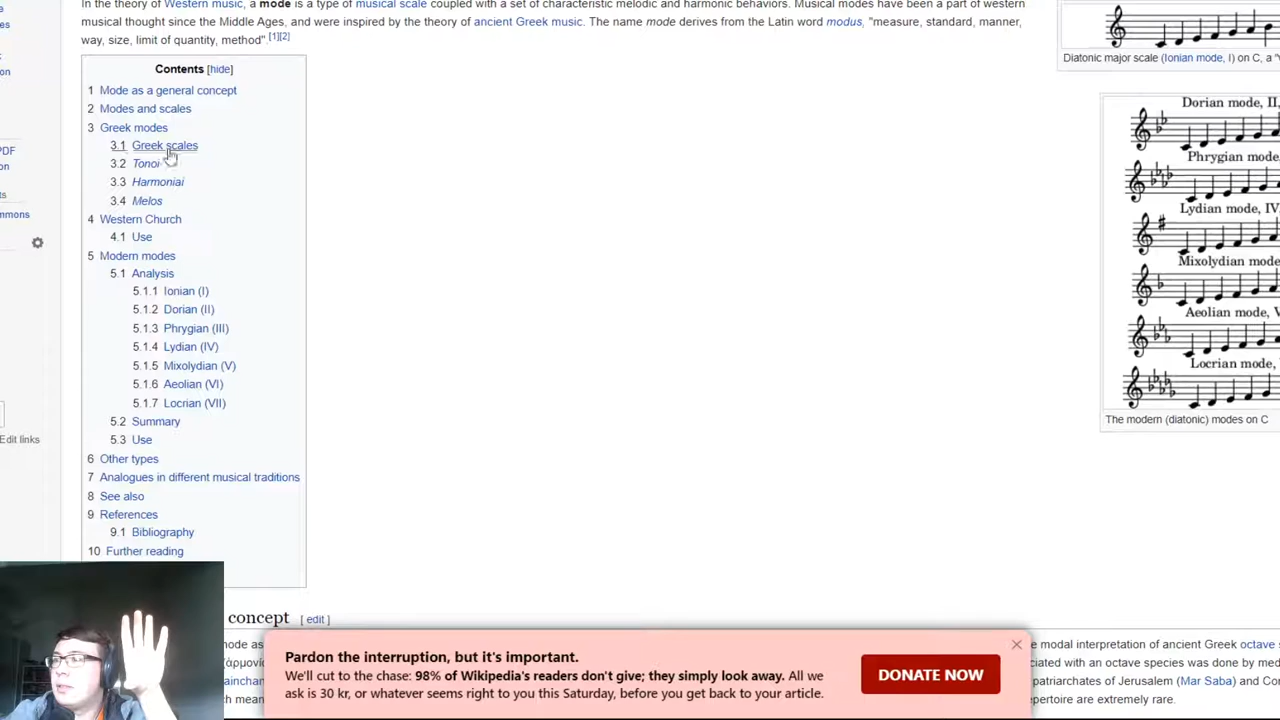 In the theory of Western music, a mode is a type of musical scale coupled with a set of characteristic melodic and harmonic behaviors. Musical modes have been a part of western
musical thought since the Middle Ages, and were inspired by the theory of ancient Greek music. The name mode derives from the Latin word modus, "measure, standard, manner,
way, size, limit of quantity, method".[1][2]
Contents [hide]
1 Mode as a general concept
2 Modes and scales
3 Greek modes
3.1 Greek scales
3.2 Tonoi
3.3 Harmoniai
3.4 Melos
4 Western Church
4.1 Use
5 Modern modes
5.1 Analysis
5.1.1 Ionian (I)
5.1.2 Dorian (II)
5.1.3 Phrygian (III)
5.1.4 Lydian (IV)
5.1.5 Mixolydian (V)
5.1.6 Aeolian (VI)
5.1.7 Locrian (VII)
5.2 Summary
5.3 Use
6 Other types
7 Analogues in different musical traditions
8 See also
9 References
9.1 Bibliography
10 Further reading
PDF
Edit links
Diatonic major scale (Ionian mode, I) on C, a
Dorian mode, II,
Phrygian mode,
Lydian mode, IV,
Mixolydian mode
Aeolian mode, V
Locrian mode,
The modern (diatonic) modes on C
concept [ edit ]
Pardon the interruption, but it's important.
We'll cut to the chase: 98% of Wikipedia's readers don't give; they simply look away. All we
ask is 30 kr, or whatever seems right to you this Saturday, before you get back to your article.
DONATE NOW
modal interpretation of ancient Greek octave
with an octave species was done by
patriarchates of Jerusalem (Mar Saba) and
are extremely rare.